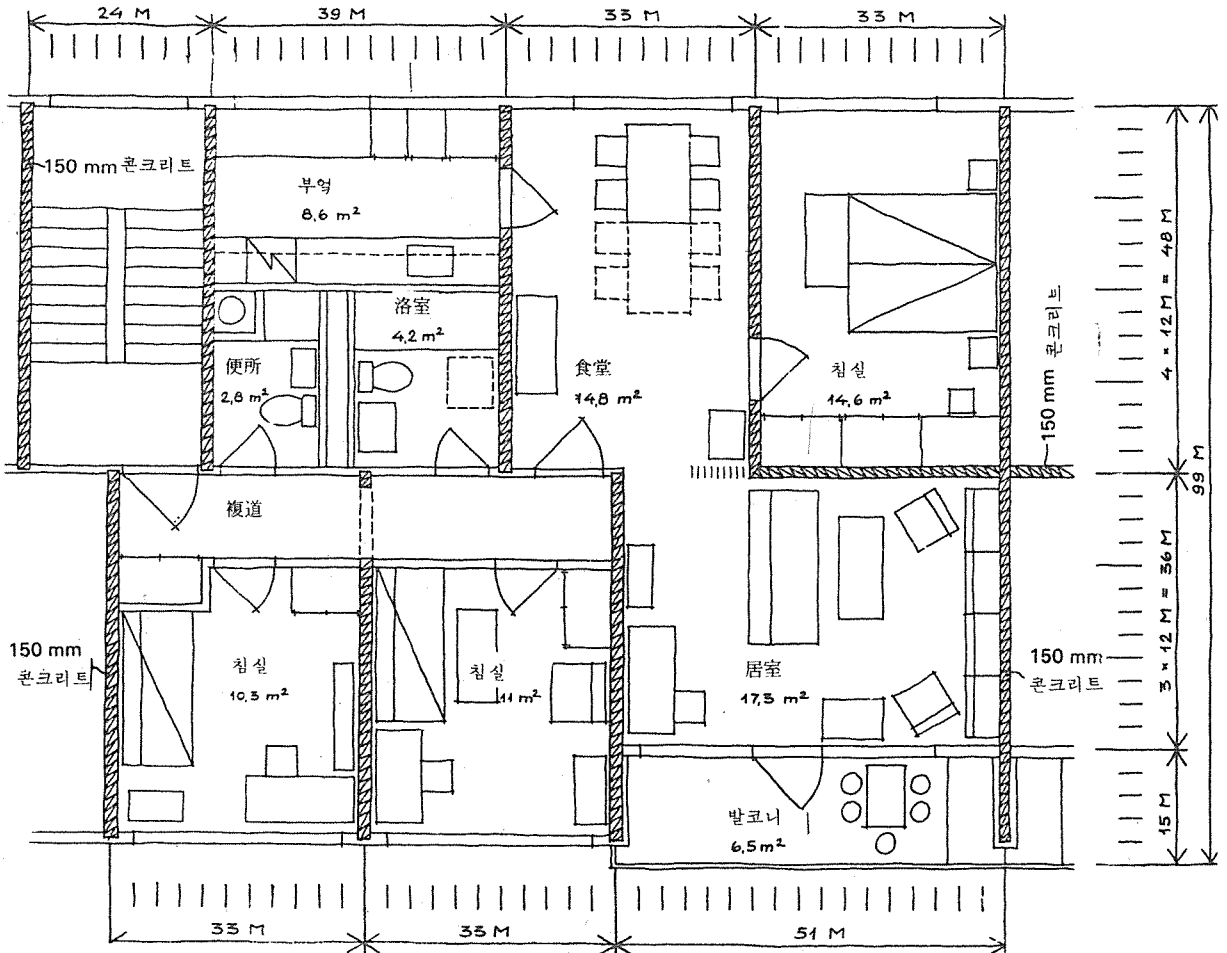 24 M
39 M
33 M
33 M
150 mm 콘크리트
부엌
8,6 m²
浴室
4,2 m²
便所
2,8 m²
食堂
14,8 m²
침실
14,6 m²
150 mm 콘크리트
4 × 12 M = 48 M
99 M
複道
3 × 12 M = 36 M
150 mm
콘크리트
침실
10,3 m²
침실
11 m²
居室
17,3 m²
150 mm
콘크리트
발코니
6,5 m²
15 M
33 M
33 M
51 M